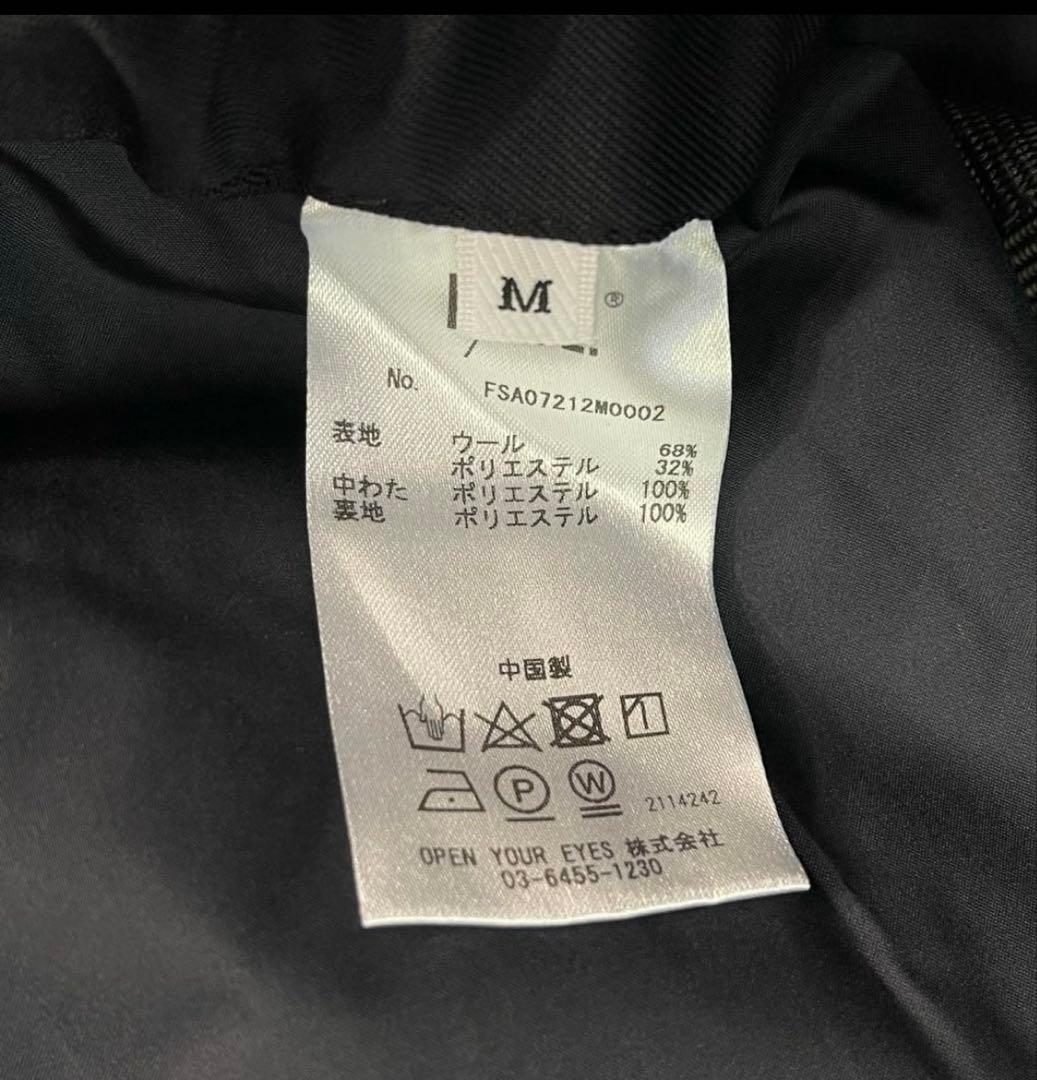 M ®
No. FSA07212M0002
表地 ウール 68%
ポリエステル 32%
中わた ポリエステル 100%
裏地 ポリエステル 100%
中国製
1
P W 2114242
OPEN YOUR EYES 株式会社
03-6455-1230